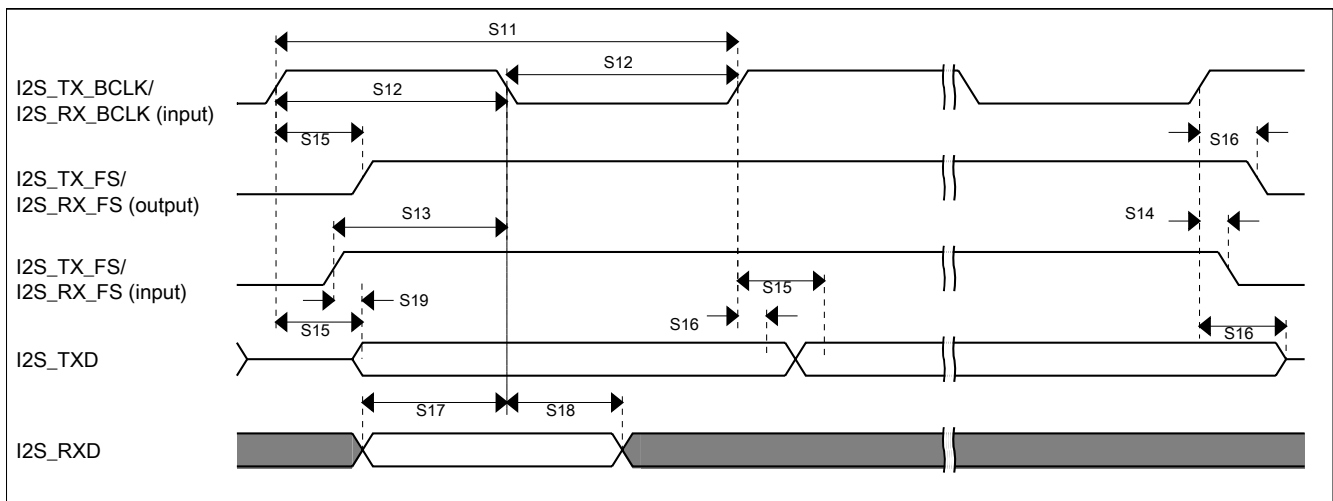 S11
S12
I2S_TX_BCLK/
I2S_RX_BCLK (input)
S12
S15
S16
I2S_TX_FS/
I2S_RX_FS (output)
S13
S14
I2S_TX_FS/
I2S_RX_FS (input)
S15
S19
S15
S16
S16
I2S_TXD
S17
S18
I2S_RXD